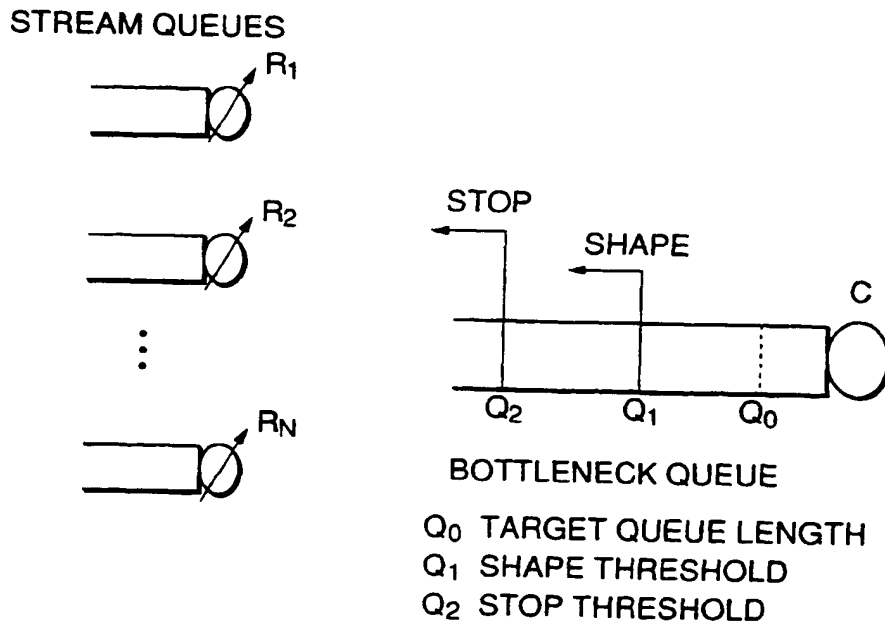 STREAM QUEUES
R1
R2
RN
STOP
SHAPE
C
Q2 Q1 Q0
BOTTLENECK QUEUE
Q0 TARGET QUEUE LENGTH
Q1 SHAPE THRESHOLD
Q2 STOP THRESHOLD